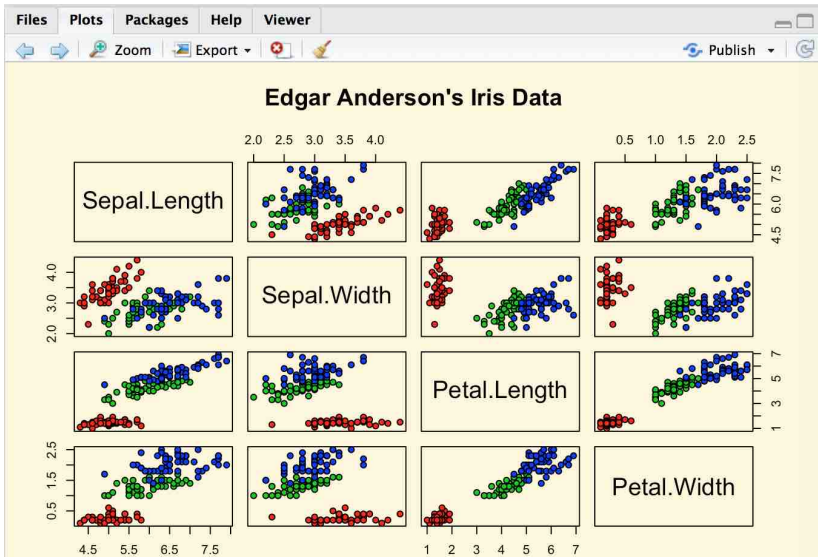 Files Plots Packages Help Viewer
Zoom Export Publish
Edgar Anderson's Iris Data
2.0 2.5 3.0 3.5 4.0
0.5 1.0 1.5 2.0 2.5
Sepal.Length
4.5 6.0 7.5
2.0 3.0 4.0
Sepal.Width
Petal.Length
1 3 5 7
0.5 1.5 2.5
Petal.Width
4.5 5.5 6.5 7.5
1 2 3 4 5 6 7